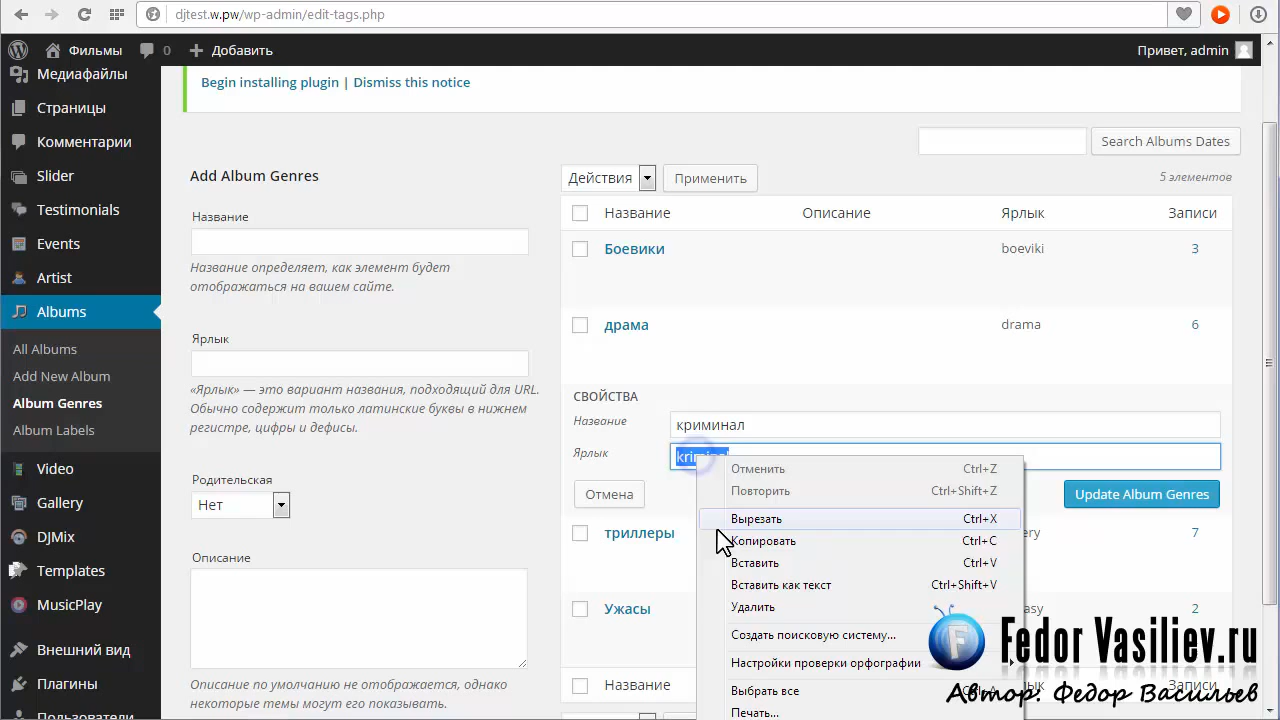 djtest.w.pw/wp-admin/edit-tags.php
Фильмы
0
Добавить
Привет, admin
Медиафайлы
Страницы
Комментарии
Slider
Testimonials
Events
Artist
Albums
All Albums
Add New Album
Album Genres
Album Labels
Video
Gallery
DJMix
Templates
MusicPlay
Внешний вид
Плагины
Пользователи
Begin installing plugin | Dismiss this notice
Search Albums Dates
Add Album Genres
Название
Название определяет, как элемент будет
отображаться на вашем сайте.
Ярлык
«Ярлык» — это вариант названия, подходящий для URL.
Обычно содержит только латинские буквы в нижнем
регистре, цифры и дефисы.
Родительская
Нет
Описание
Описание по умолчанию не отображается, однако
некоторые темы могут его показывать.
Действия
Применить
5 элементов
Название Описание Ярлык Записи
Боевики boeviki 3
драма drama 6
СВОЙСТВА
Название криминал
Ярлык
Отмена
Update Album Genres
триллеры 7
Ужасы 2
Название
Записи
Отменить Ctrl+Z
Повторить Ctrl+Shift+Z
Вырезать Ctrl+X
Копировать Ctrl+C
Вставить Ctrl+V
Вставить как текст Ctrl+Shift+V
Удалить
Создать поисковую систему...
Настройки проверки орфографии
Выбрать все
Печать...
Fedor Vasiliev.ru
Автор: Федор Васильев